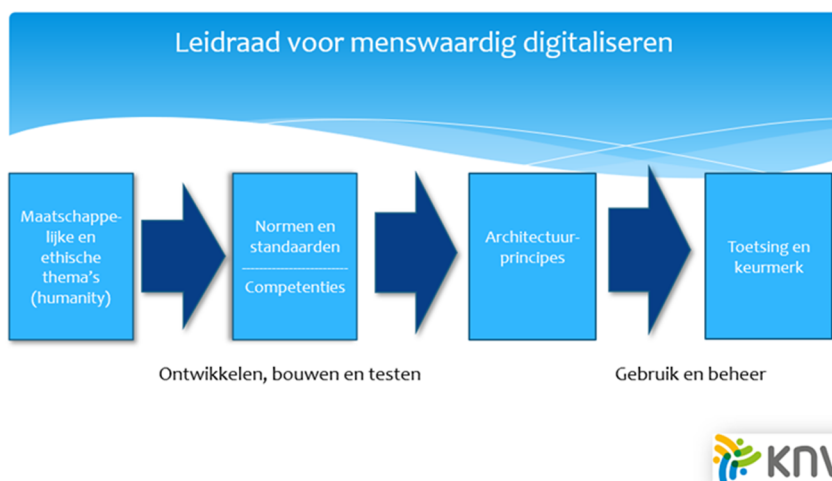 Leidraad voor menswaardig digitaliseren
Maatschappe-
lijke en
ethische
thema's
(humanity)
Normen en
standaarden
Competenties
Architectuur-
principes
Toetsing en
keurmerk
Ontwikkelen, bouwen en testen
Gebruik en beheer